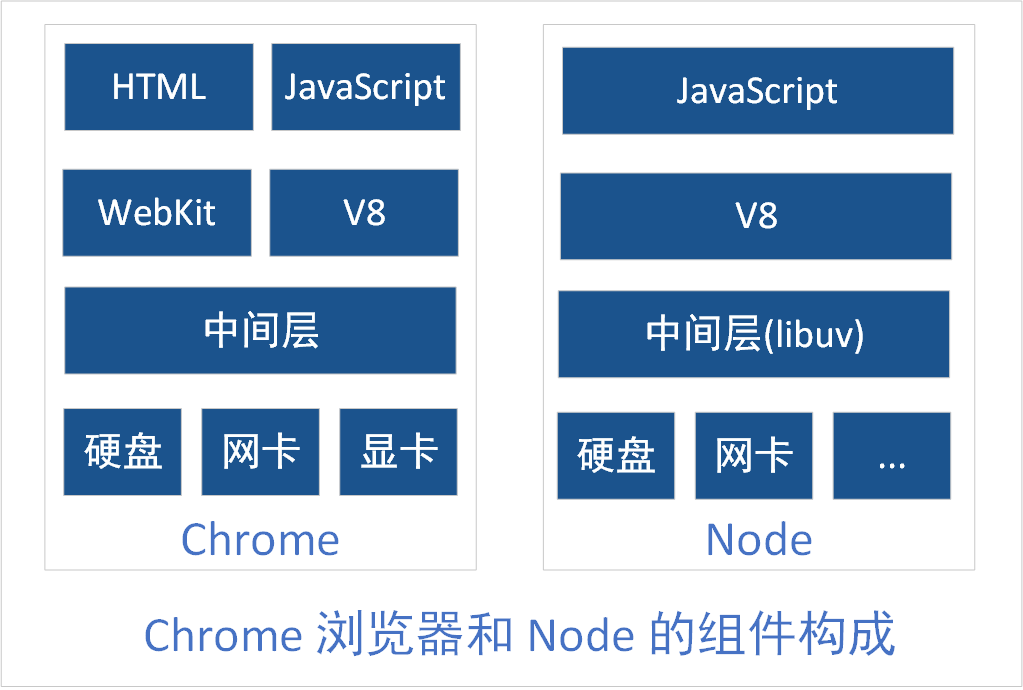 HTML JavaScript
WebKit V8
中间层
硬盘 网卡 显卡
Chrome
JavaScript
V8
中间层(libuv)
硬盘 网卡 ...
Node
Chrome 浏览器和 Node 的组件构成